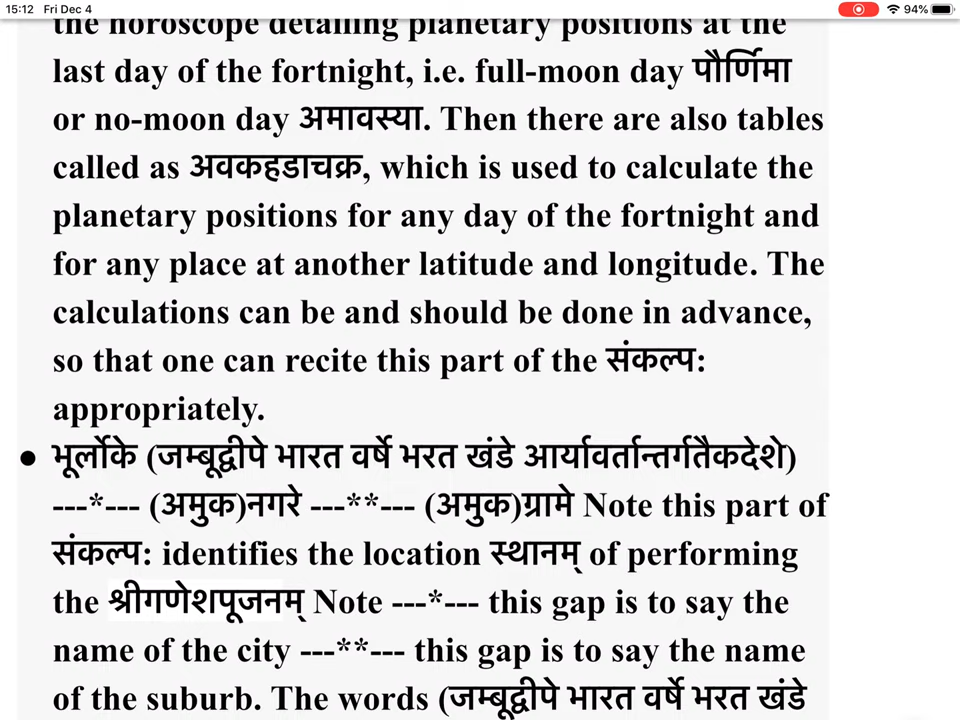 15:12 Fri Dec 4 94%
the horoscope detailing planetary positions at the
last day of the fortnight, i.e. full-moon day पौर्णिमा
or no-moon day अमावस्या. Then there are also tables
called as अवकहडाचक्र, which is used to calculate the
planetary positions for any day of the fortnight and
for any place at another latitude and longitude. The
calculations can be and should be done in advance,
so that one can recite this part of the संकल्प:
appropriately.
● भूर्लोके (जम्बूद्वीपे भारत वर्षे भरत खंडे आर्यावर्तान्तर्गतैकदेशे)
---*--- (अमुक)नगरे ---**--- (अमुक)ग्रामे Note this part of
संकल्प: identifies the location स्थानम् of performing
the श्रीगणेशपूजनम् Note ---*--- this gap is to say the
name of the city ---**--- this gap is to say the name
of the suburb. The words (जम्बूद्वीपे भारत वर्षे भरत खंडे